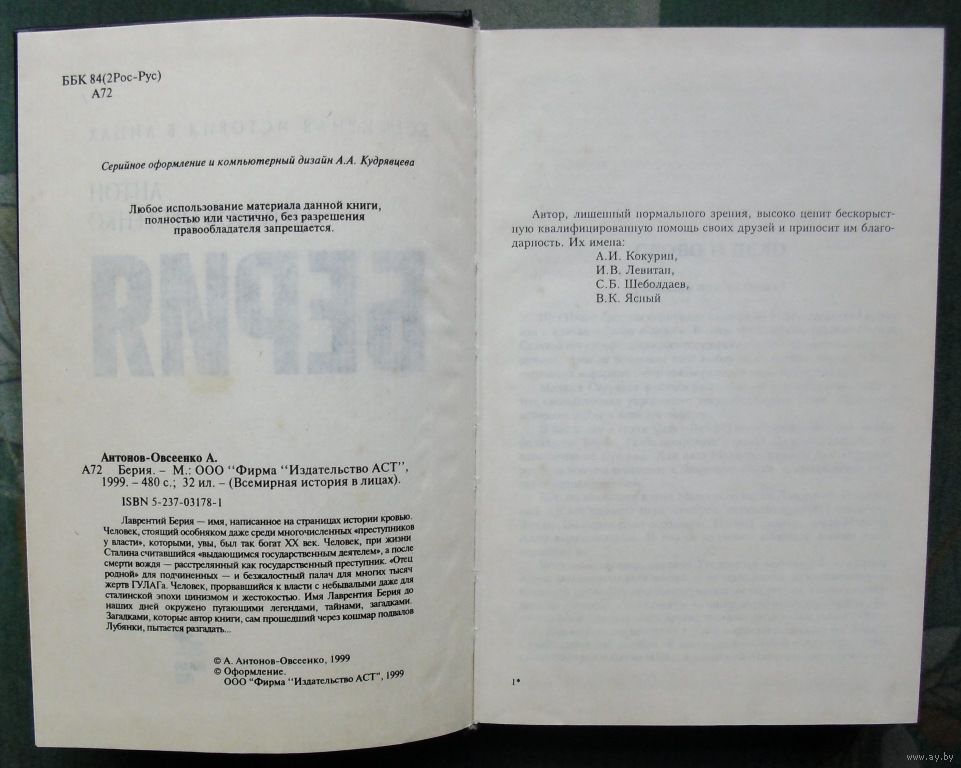 ББК 84(2Рос-Рус)
А72
Серийное оформление и компьютерный дизайн А.А. Кудрявцева
Любое использование материала данной книги,
полностью или частично, без разрешения
правообладателя запрещается.
БЕРИЯ
Антонов-Овсеенко А.
А72 Берия. – М.: ООО “Фирма “Издательство АСТ”,
1999. – 480 с.; 32 ил. – (Всемирная история в лицах).
ISBN 5-237-03178-1
Лаврентий Берия — имя, написанное на страницах истории кровью.
Человек, стоящий особняком даже среди многочисленных «преступников
у власти», которыми, увы, был так богат XX век. Человек, при жизни
Сталина считавшийся «выдающимся государственным деятелем», а после
смерти вождя — расстрелянный как государственный преступник. «Отец
родной» для подчиненных — и безжалостный палач для многих тысяч
жертв ГУЛАГа. Человек, прорвавшийся к власти с небывалыми даже для
сталинской эпохи цинизмом и жестокостью. Имя Лаврентия Берия до
наших дней окружено пугающими легендами, тайнами, загадками.
Загадками, которые автор книги, сам прошедший через кошмар подвалов
Лубянки, пытается разгадать...
© А. Антонов-Овсеенко, 1999
© Оформление.
ООО “Фирма “Издательство АСТ”, 1999
Автор, лишенный нормального зрения, высоко ценит бескорыст-
ную квалифицированную помощь своих друзей и приносит им благо-
дарность. Их имена:
А.И. Кокурин,
И.В. Левитан,
С.Б. Шеболдаев,
В.К. Ясный
1*
www.ay.by